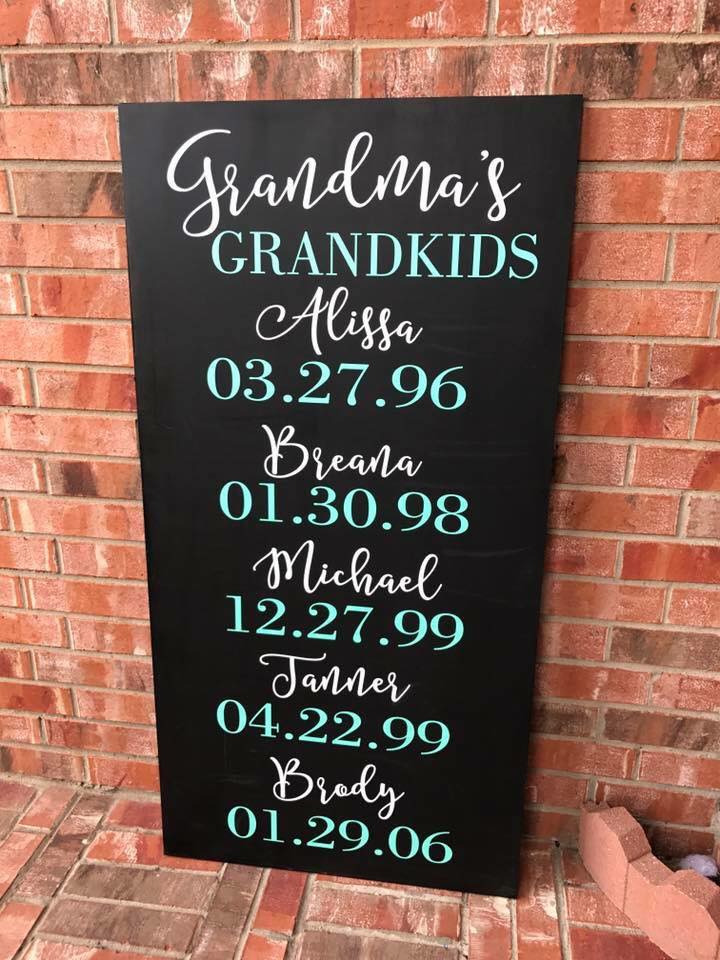 Grandma's
GRANDKIDS
Alissa
03.27.96
Breana
01.30.98
Michael
12.27.99
Tanner
04.22.99
Brody
01.29.06